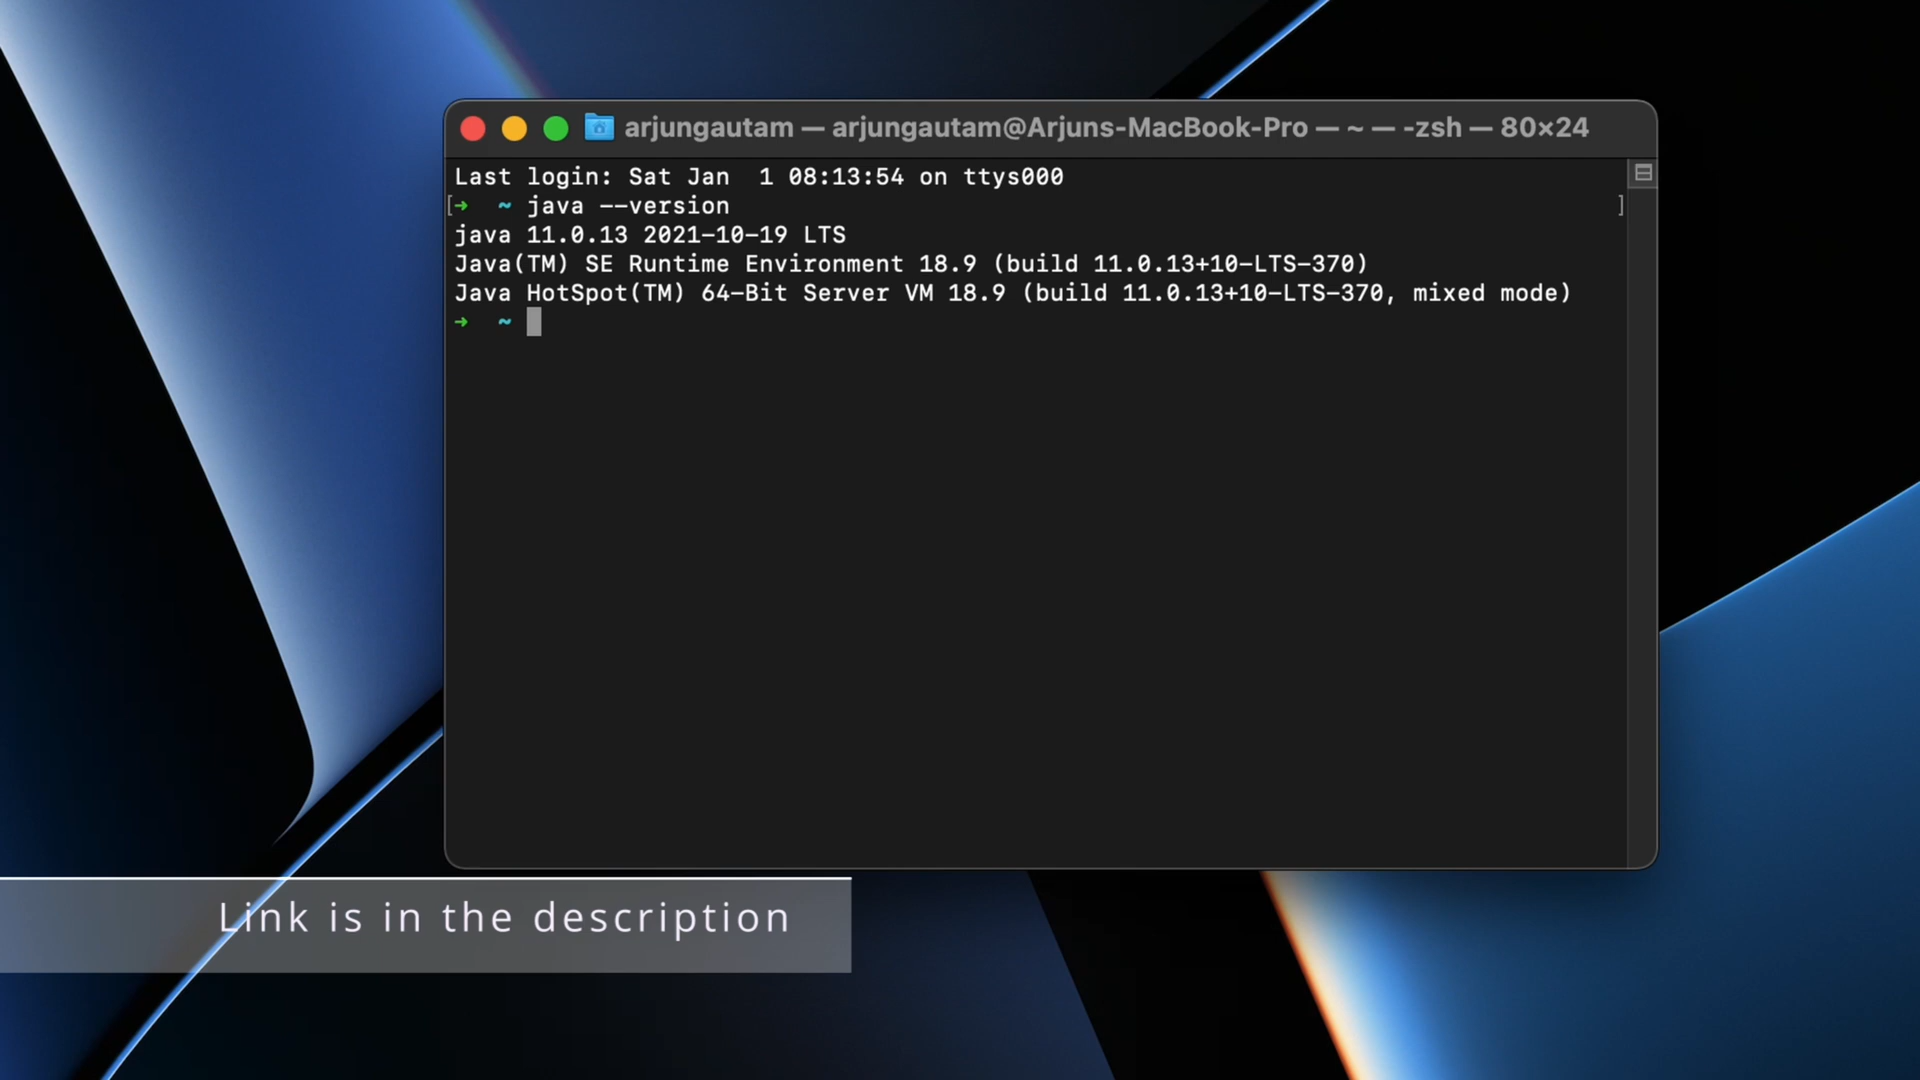 arjungautam — arjungautam@Arjuns-MacBook-Pro — ~ — -zsh — 80×24
Last login: Sat Jan  1 08:13:54 on ttys000
[➜  ~ java --version ]
java 11.0.13 2021-10-19 LTS
Java(TM) SE Runtime Environment 18.9 (build 11.0.13+10-LTS-370)
Java HotSpot(TM) 64-Bit Server VM 18.9 (build 11.0.13+10-LTS-370, mixed mode)
➜  ~
Link is in the description